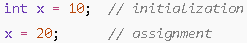 int x = 10;  // initialization
x = 20;      // assignment